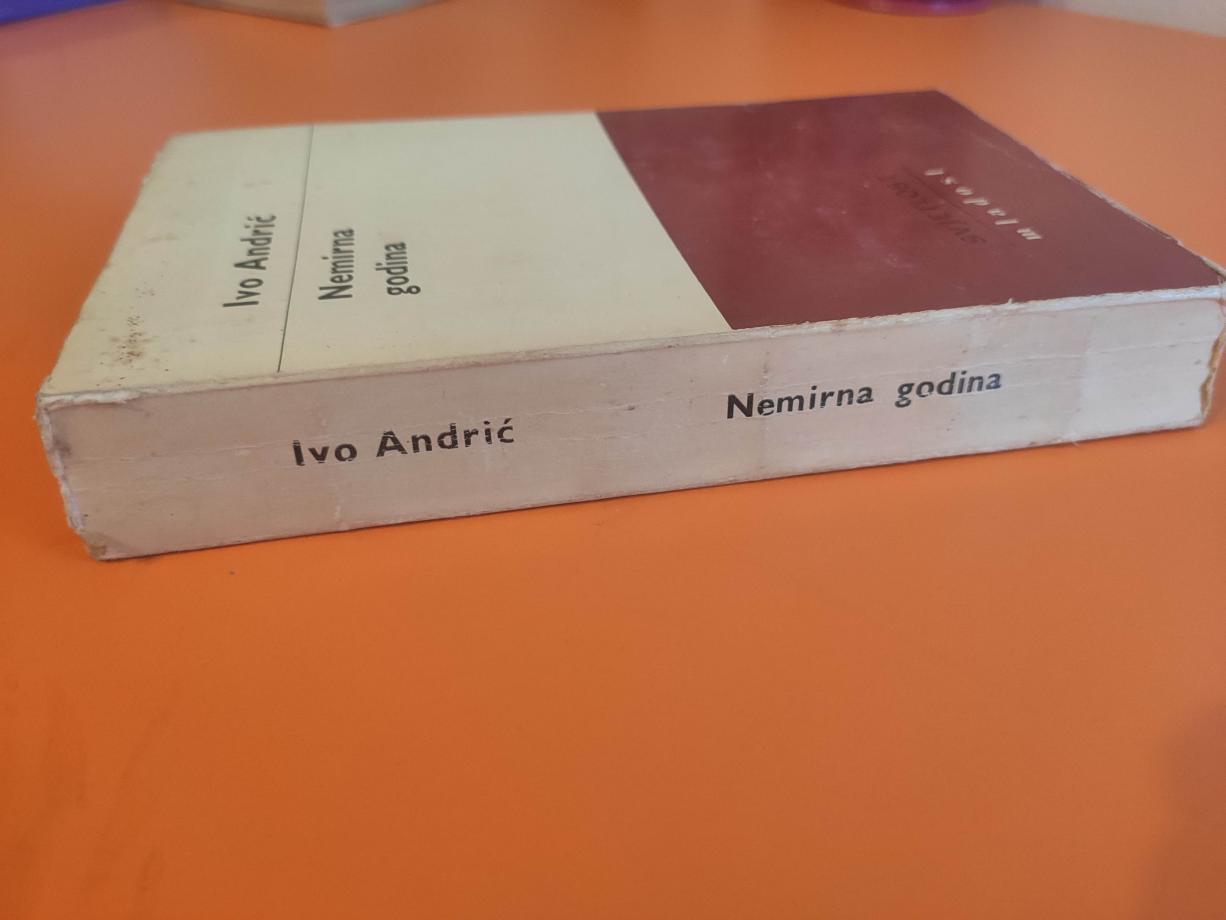 Ivo Andrić
Nemirna
godina
SVJETLOST
mladost
Ivo Andrić
Nemirna godina